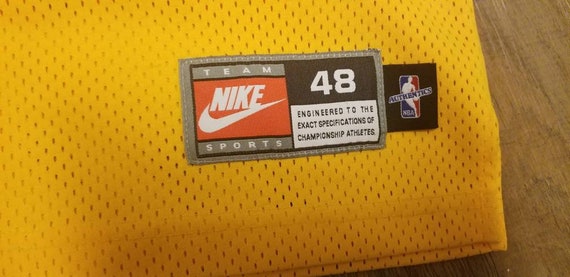 TEAM
NIKE
SPORTS
48
ENGINEERED TO THE
EXACT SPECIFICATIONS OF
CHAMPIONSHIP ATHLETES.
AUTHENTICS
NBA